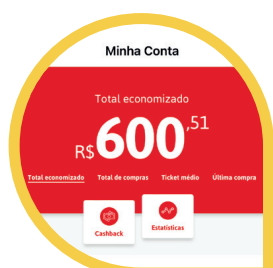 Minha Conta
Total economizado
R$600,51
Total economizado Total de compras Ticket médio Última compra
Cashback Estatísticas